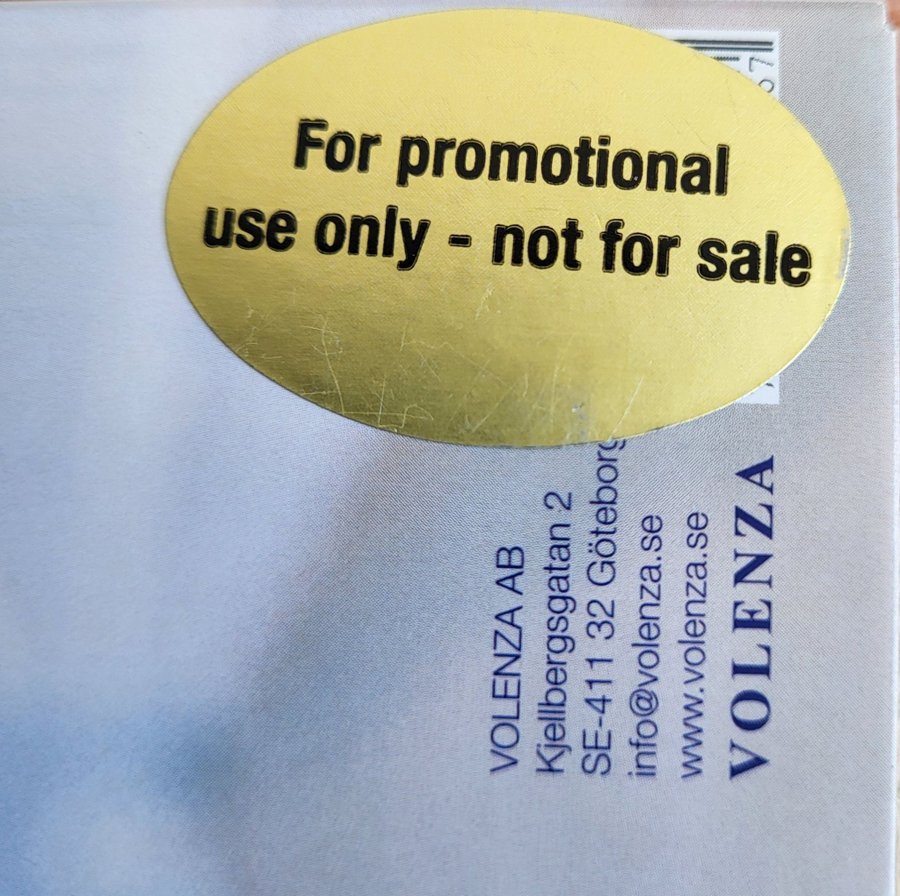 For promotional
use only - not for sale
VOLENZA AB
Kjellbergsgatan 2
SE-411 32 Göteborg
info@volenza.se
www.volenza.se
VOLENZA